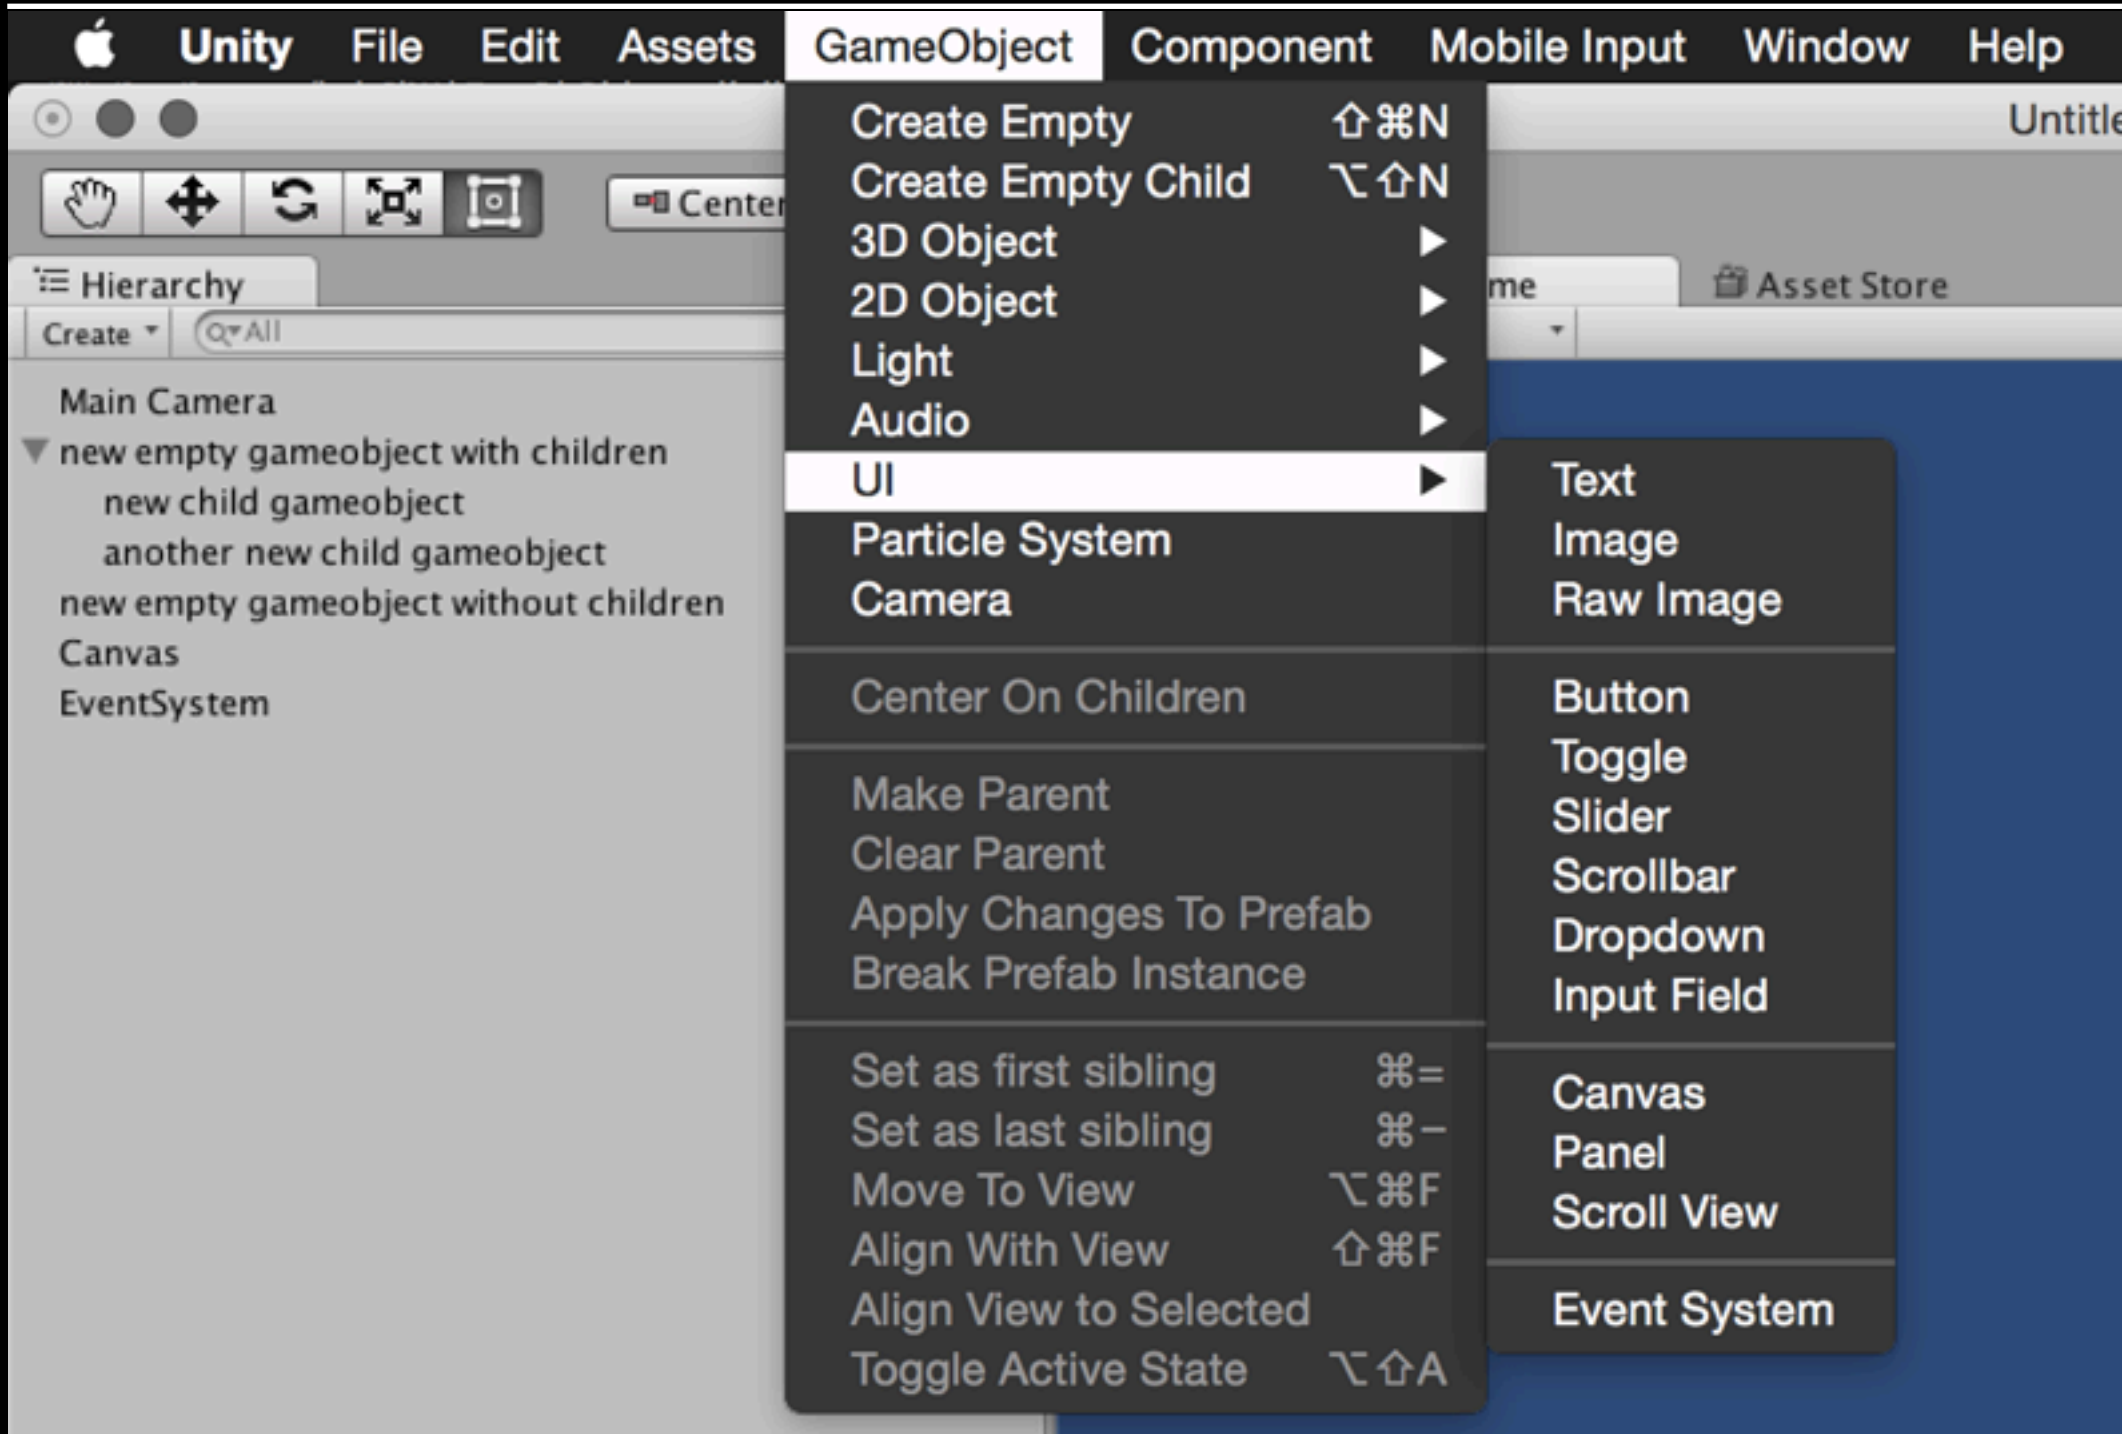 Unity File Edit Assets GameObject Component Mobile Input Window Help
Center
Hierarchy
Create
All
Main Camera
new empty gameobject with children
new child gameobject
another new child gameobject
new empty gameobject without children
Canvas
EventSystem
Create Empty ⇧⌘N
Create Empty Child ⌥⇧N
3D Object
2D Object
Light
Audio
UI
Particle System
Camera
Center On Children
Make Parent
Clear Parent
Apply Changes To Prefab
Break Prefab Instance
Set as first sibling ⌘=
Set as last sibling ⌘−
Move To View ⌥⌘F
Align With View ⇧⌘F
Align View to Selected
Toggle Active State ⌥⇧A
Text
Image
Raw Image
Button
Toggle
Slider
Scrollbar
Dropdown
Input Field
Canvas
Panel
Scroll View
Event System
Untitle
me
Asset Store